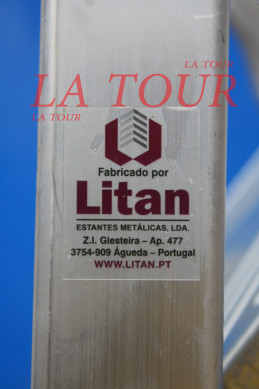 LA TOUR
LA TOUR
LA TOUR
Fabricado por
Litan
ESTANTES METÁLICAS, LDA.
Z.I. Giesteira – Ap. 477
3754-909 Águeda – Portugal
WWW.LITAN.PT